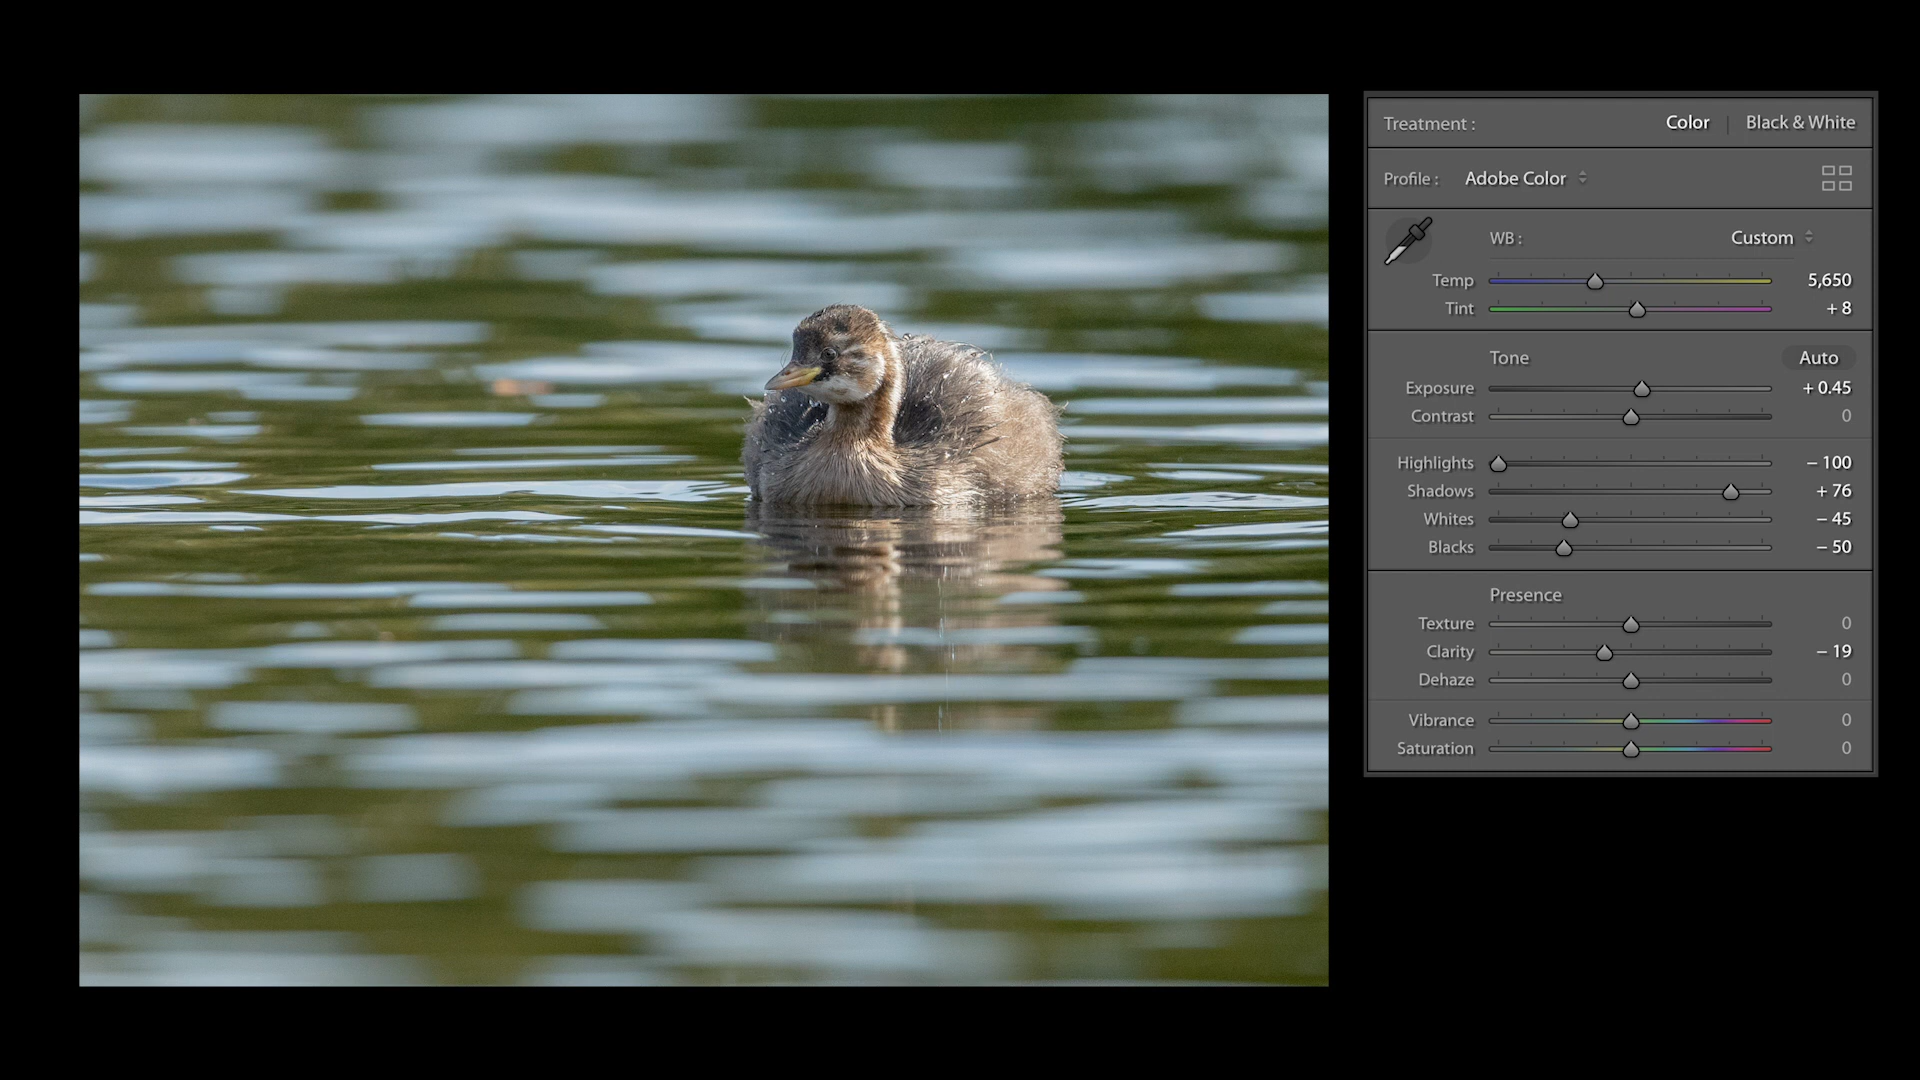 Treatment : Color | Black & White
Profile : Adobe Color
WB : Custom
Temp 5,650
Tint + 8
Tone Auto
Exposure + 0.45
Contrast 0
Highlights – 100
Shadows + 76
Whites – 45
Blacks – 50
Presence
Texture 0
Clarity – 19
Dehaze 0
Vibrance 0
Saturation 0